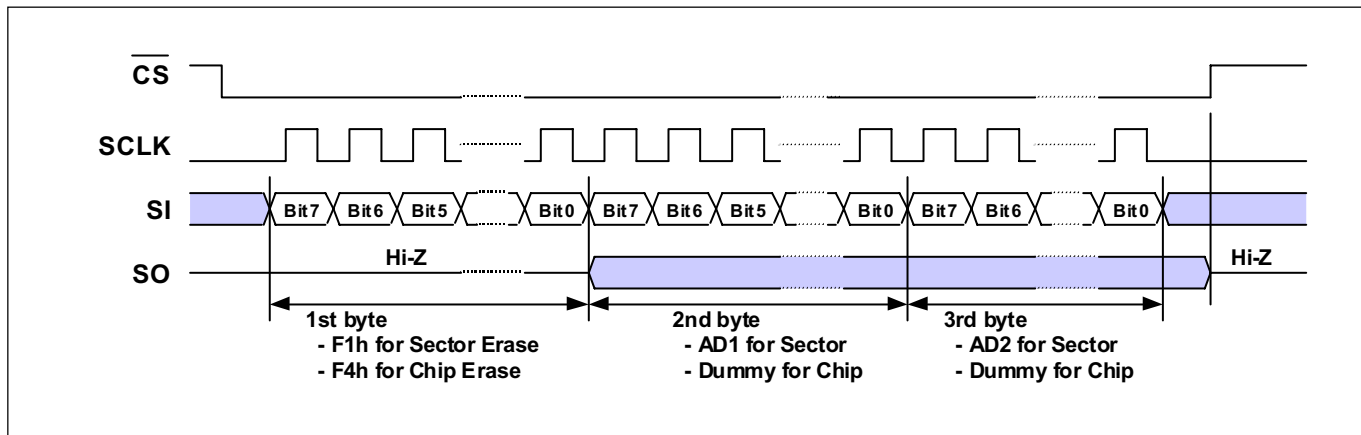 CS
SCLK
SI Bit7 Bit6 Bit5 Bit0 Bit7 Bit6 Bit5 Bit0 Bit7 Bit6 Bit0
SO Hi-Z Hi-Z
1st byte 2nd byte 3rd byte
- F1h for Sector Erase - AD1 for Sector - AD2 for Sector
- F4h for Chip Erase - Dummy for Chip - Dummy for Chip